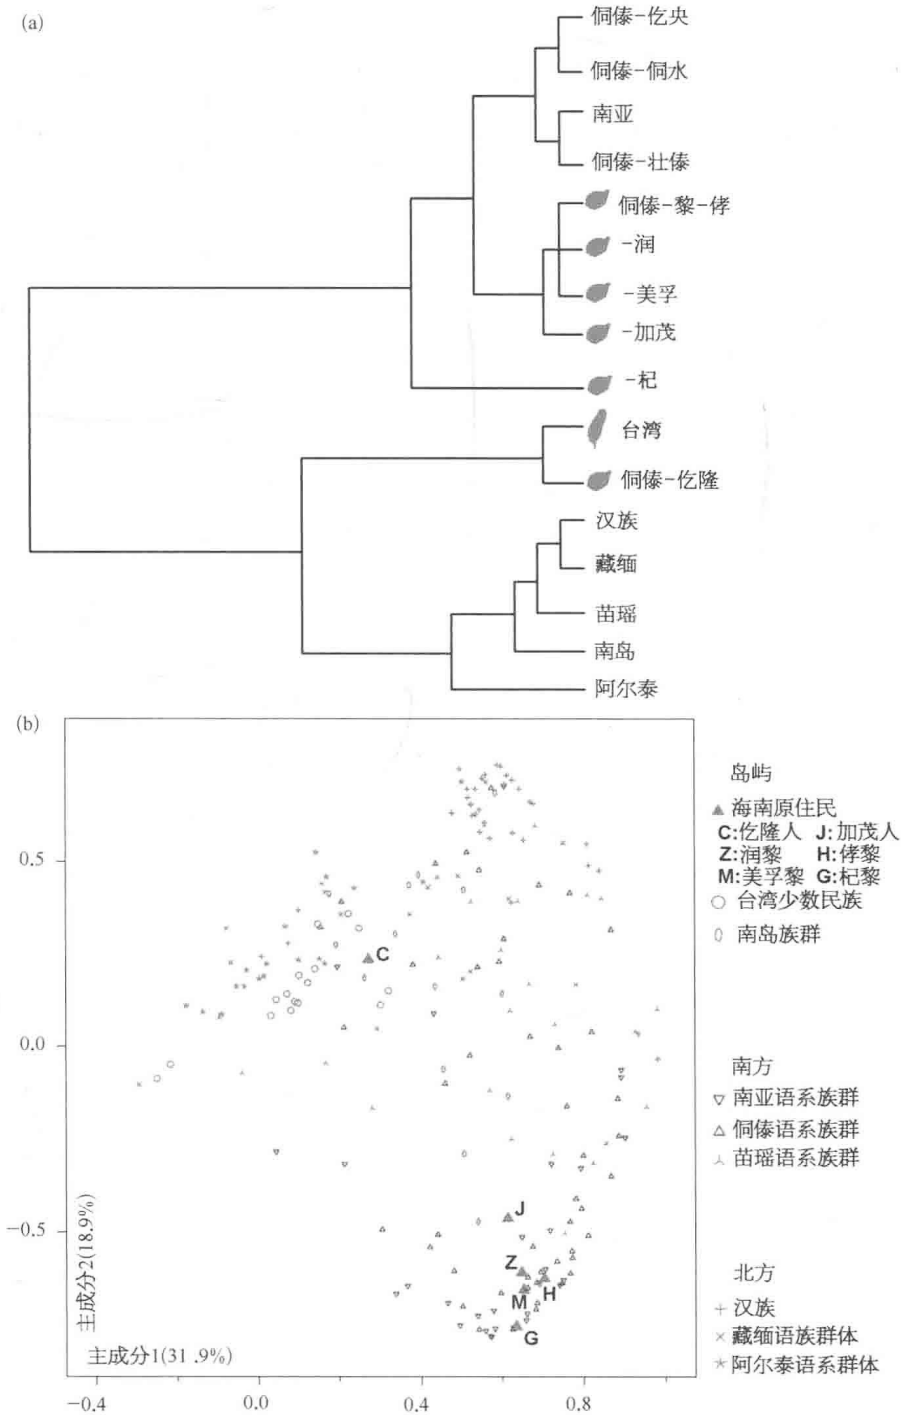 (a)
侗傣-仡央
侗傣-侗水
南亚
侗傣-壮傣
侗傣-黎-侾
-润
-美孚
-加茂
-杞
台湾
侗傣-仡隆
汉族
藏缅
苗瑶
南岛
阿尔泰
(b)
岛屿
海南原住民
C:仡隆人 J:加茂人
Z:润黎 H:侾黎
M:美孚黎 G:杞黎
台湾少数民族
南岛族群
南方
南亚语系族群
侗傣语系族群
苗瑶语系族群
北方
汉族
藏缅语族群体
阿尔泰语系群体
0.5
0.0
-0.5
C
J
Z
M
H
G
主成分2(18.9%)
主成分1(31.9%)
-0.4 0.0 0.4 0.8